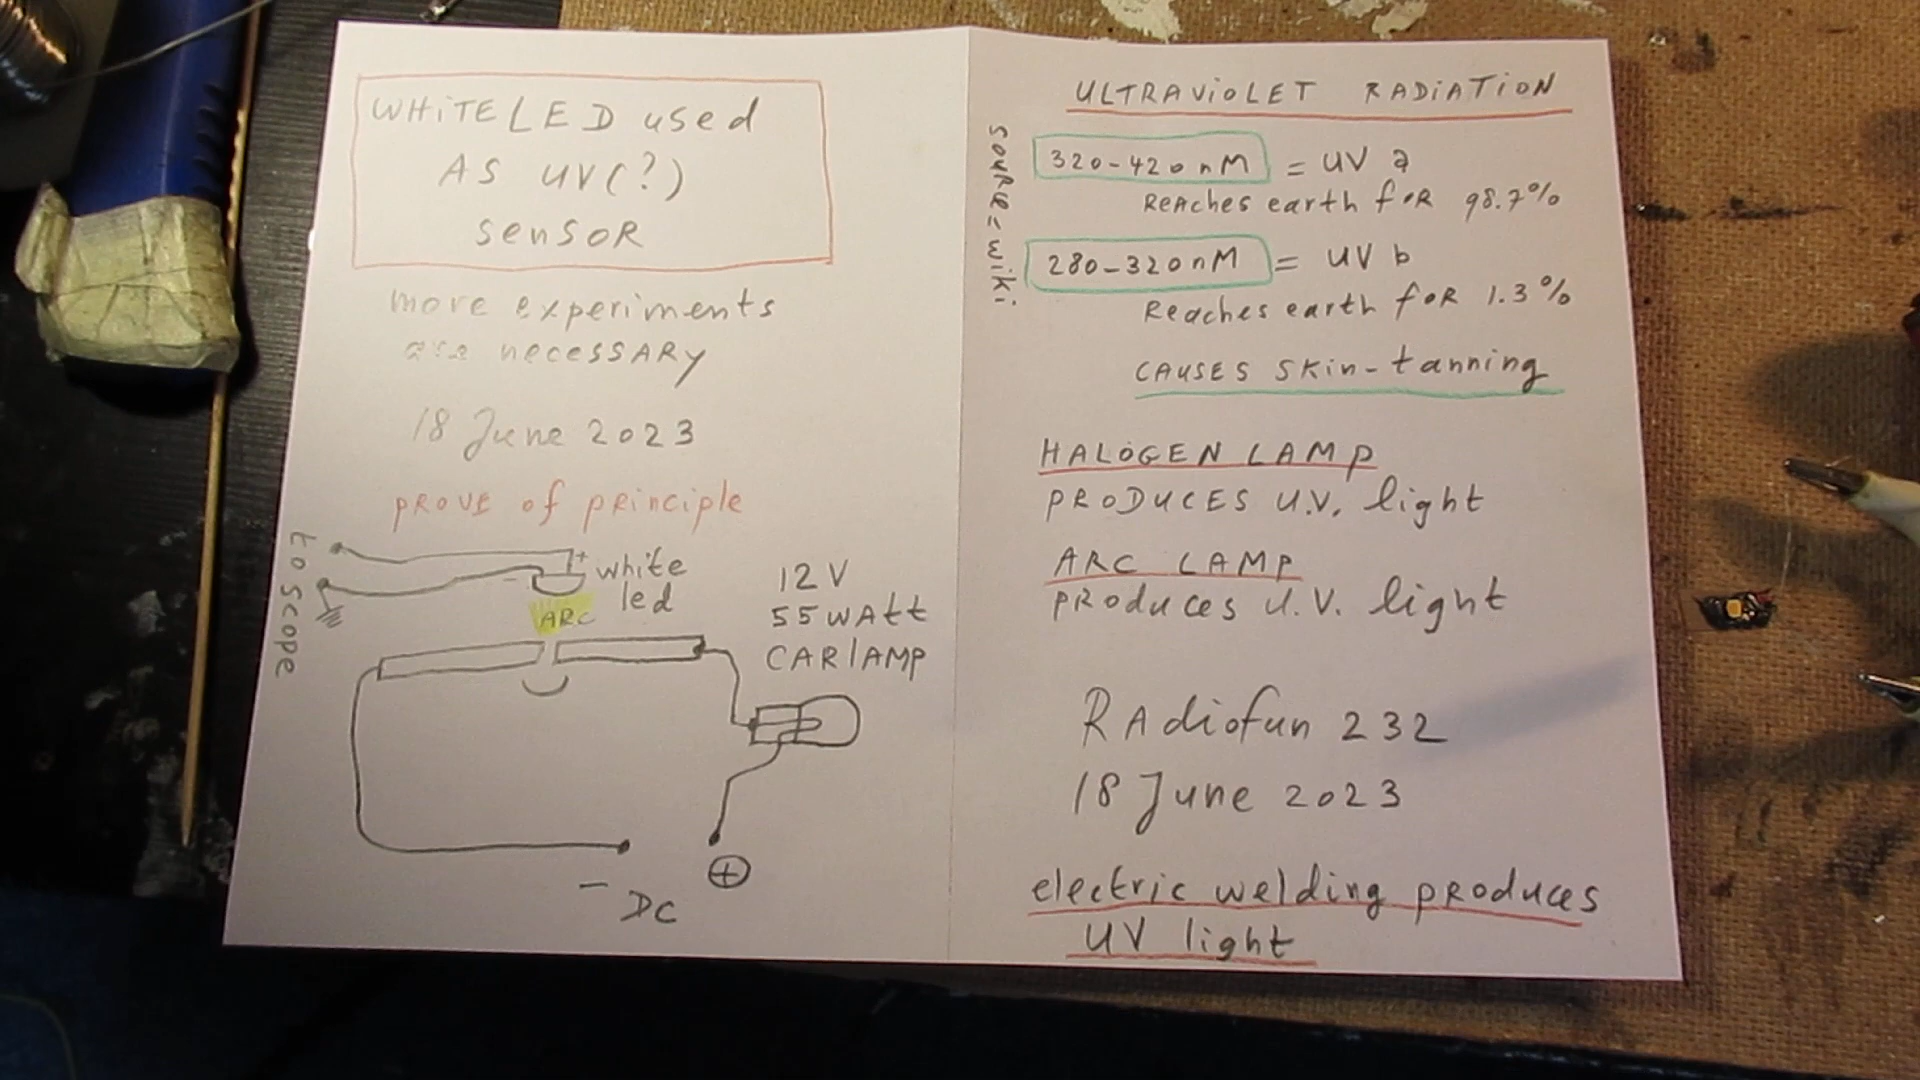 WHiTE LED used
AS UV(?)
SenSOR
more experiments
are necessary
18 June 2023
PROVE of principle
to scope
+
-
white
led
ARC
12 V
55 WAtt
CAR lAMP
-
DC
+
ULTRAViOLET RADiATiON
source = wiki
320-420 nM = UV a
Reaches earth foR 98.7%
280-320 nM = UV b
Reaches earth foR 1.3%
CAUSES Skin-tanning
HALOGEN LAMP
PRODUCES U.V. light
ARC LAMP
PRODUCES U.V. light
RAdiofun 232
18 June 2023
electric welding produces
UV light